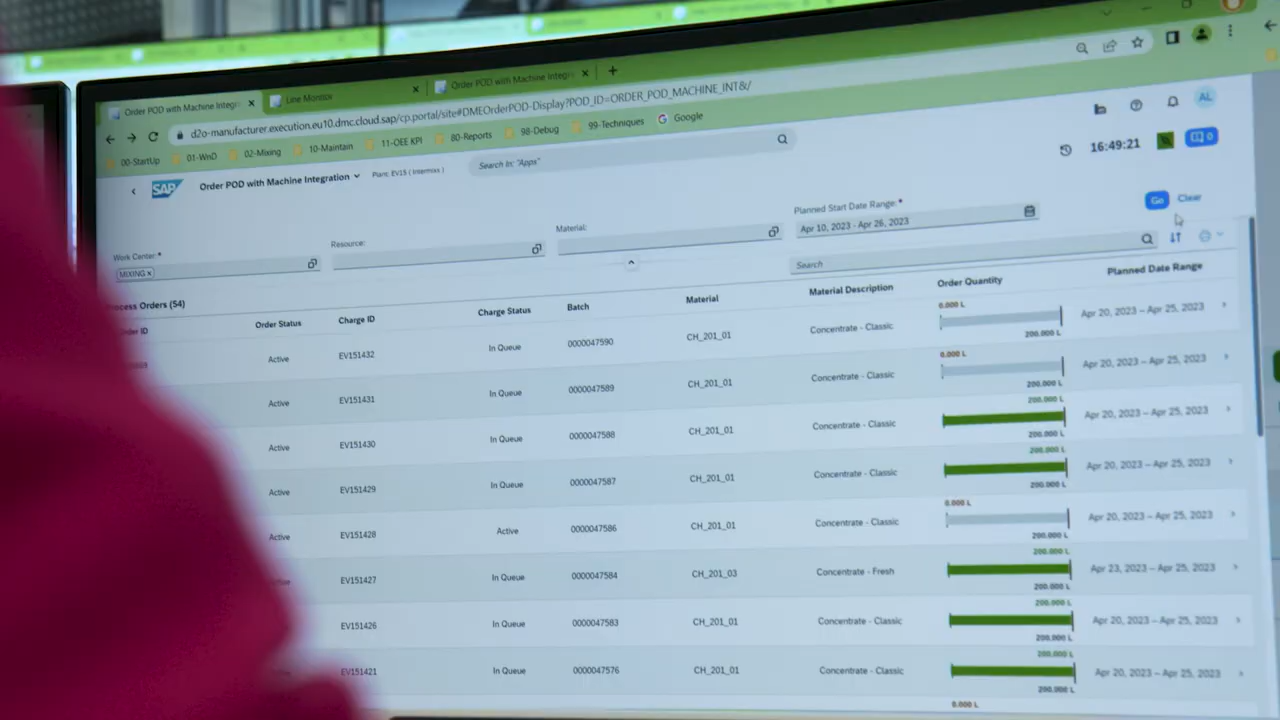 Order POD with Machine Integr × Line Monitor × Order POD with Machine Integr × +
d2o-manufacturer.execution.eu10.dmc.cloud.sap/cp.portal/site#DMEOrderPOD-Display?POD_ID=ORDER_POD_MACHINE_INT&/
00-StartUp 01-WnD 02-Mixing 10-Maintain 11-OEE KPI 80-Reports 98-Debug 99-Techniques Google
AL
SAP Order POD with Machine Integration Plant: EV15 ( Intermixx ) Search In: "Apps" 16:49:21 0
Work Center: * Resource: Material: Planned Start Date Range: * Go Clear
MIXING × Apr 10, 2023 - Apr 26, 2023
Search
ocess Orders (54)
der ID Order Status Charge ID Charge Status Batch Material Material Description Order Quantity Planned Date Range
Active EV151432 In Queue 0000047590 CH_201_01 Concentrate - Classic 0.000 L 200.000 L Apr 20, 2023 – Apr 25, 2023
Active EV151431 In Queue 0000047589 CH_201_01 Concentrate - Classic 0.000 L 200.000 L Apr 20, 2023 – Apr 25, 2023
Active EV151430 In Queue 0000047588 CH_201_01 Concentrate - Classic 200.000 L 200.000 L Apr 20, 2023 – Apr 25, 2023
Active EV151429 In Queue 0000047587 CH_201_01 Concentrate - Classic 200.000 L 200.000 L Apr 20, 2023 – Apr 25, 2023
Active EV151428 Active 0000047586 CH_201_01 Concentrate - Classic 0.000 L 200.000 L Apr 20, 2023 – Apr 25, 2023
EV151427 In Queue 0000047584 CH_201_03 Concentrate - Fresh 200.000 L 200.000 L Apr 23, 2023 – Apr 25, 2023
EV151426 In Queue 0000047583 CH_201_01 Concentrate - Classic 200.000 L 200.000 L Apr 20, 2023 – Apr 25, 2023
EV151421 In Queue 0000047576 CH_201_01 Concentrate - Classic 200.000 L 200.000 L Apr 20, 2023 – Apr 25, 2023
0.000 L